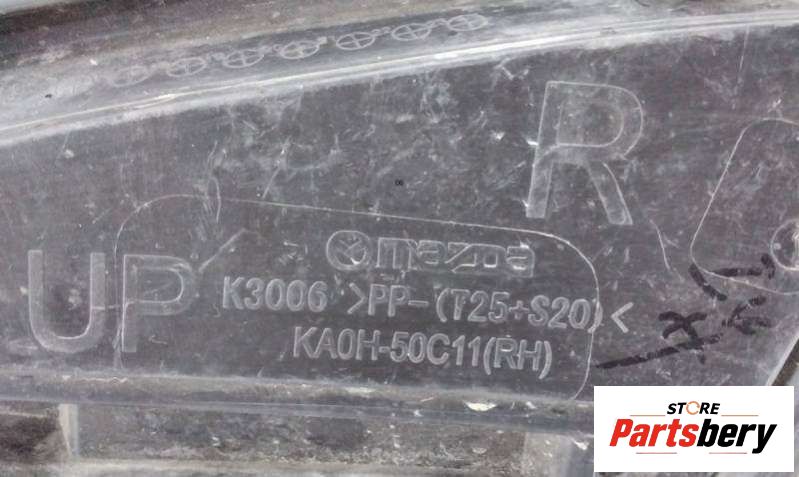 R
mazda
UP
K3006 >PP-(T25+S20)<
KA0H-50C11(RH)
STORE
Partsbery